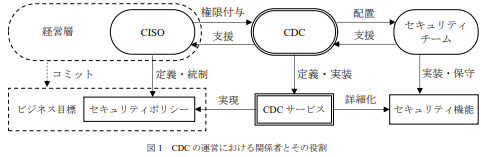 経営層
CISO
権限付与
支援
CDC
配置
支援
セキュリティ
チーム
コミット
定義・統制
定義・実装
実装・保守
ビジネス目標
セキュリティポリシー
実現
CDC サービス
詳細化
セキュリティ機能
図 1 CDC の運営における関係者とその役割